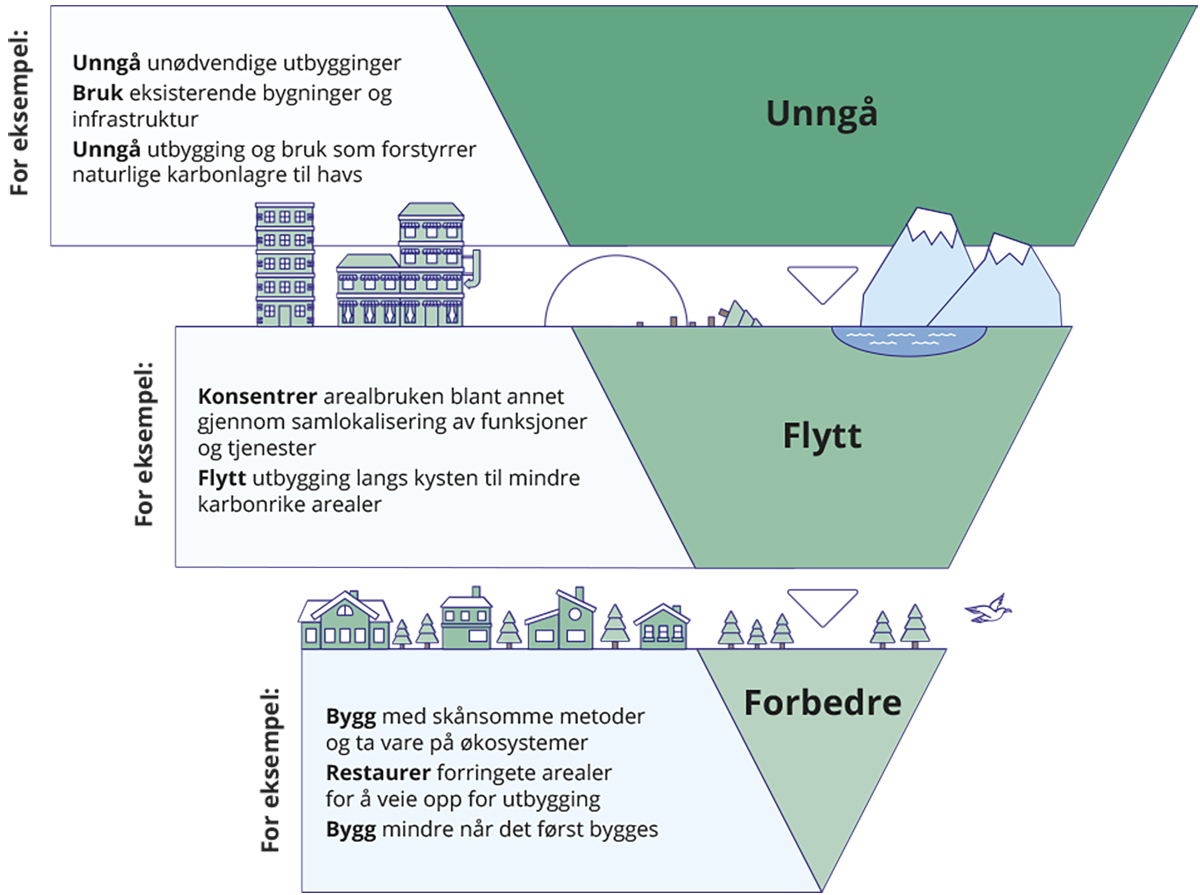 For eksempel:
Unngå unødvendige utbygginger
Bruk eksisterende bygninger og
infrastruktur
Unngå utbygging og bruk som forstyrrer
naturlige karbonlagre til havs
Unngå
For eksempel:
Konsentrer arealbruken blant annet
gjennom samlokalisering av funksjoner
og tjenester
Flytt utbygging langs kysten til mindre
karbonrike arealer
Flytt
For eksempel:
Bygg med skånsomme metoder
og ta vare på økosystemer
Restaurer forringete arealer
for å veie opp for utbygging
Bygg mindre når det først bygges
Forbedre